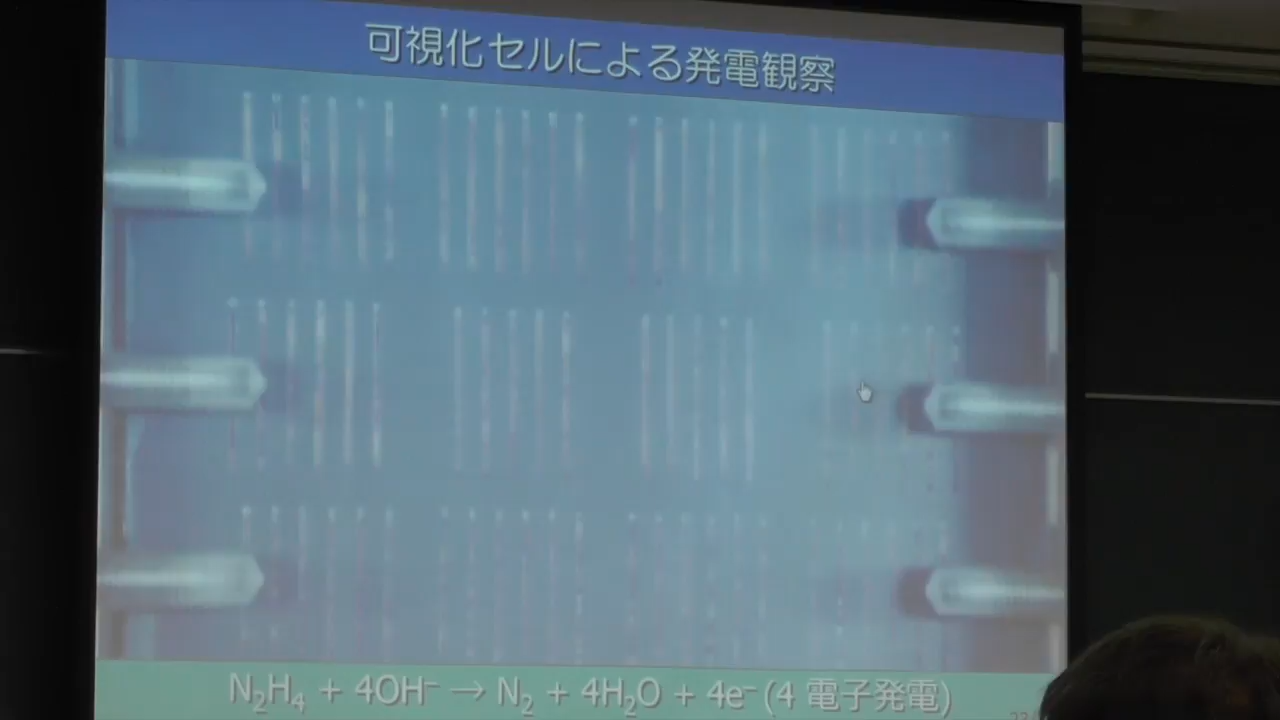 可視化セルによる発電観察
N₂H₄ + 4OH⁻ → N₂ + 4H₂O + 4e⁻ (4 電子発電)